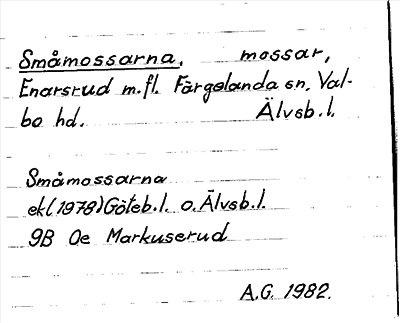 Småmossarna, mossar,
Enarsrud m.fl. Färgelanda sn, Val-
bo hd. Älvsb.l.
Småmossarna
ek(1978)Göteb.l. o.Älvsb.l.
9B 0e Markuserud
A.G. 1982.